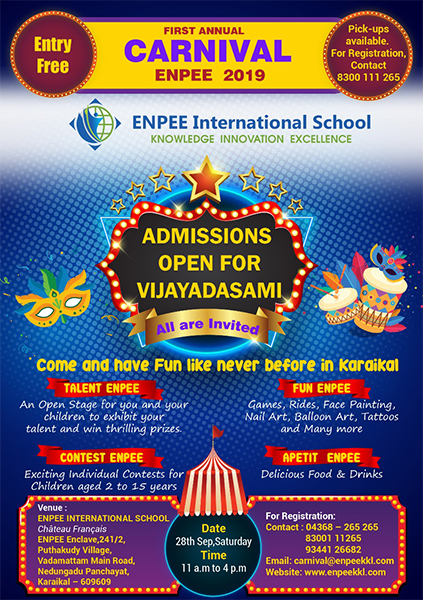 Entry
Free
FIRST ANNUAL
CARNIVAL
ENPEE 2019
Pick-ups
available.
For Registration,
Contact
8300 111 265
ENPEE International School
KNOWLEDGE INNOVATION EXCELLENCE
ADMISSIONS
OPEN FOR
VIJAYADASAMI
All are Invited
Come and have Fun like never before in Karaikal
TALENT ENPEE
An Open Stage for you and your
children to exhibit your
talent and win thrilling prizes.
FUN ENPEE
Games, Rides, Face Painting,
Nail Art, Balloon Art, Tattoos
and Many more
CONTEST ENPEE
Exciting Individual Contests for
Children aged 2 to 15 years
APETIT ENPEE
Delicious Food & Drinks
Venue :
ENPEE INTERNATIONAL SCHOOL
Château Français
ENPEE Enclave,241/2,
Puthakudy Village,
Vadamattam Main Road,
Nedungadu Panchayat,
Karaikal – 609609
Date
28th Sep,Saturday
Time
11 a.m to 4 p.m
For Registration:
Contact : 04368 – 265 265
83001 11265
93441 26682
Email: carnival@enpeekkl.com
Website: www.enpeekkl.com